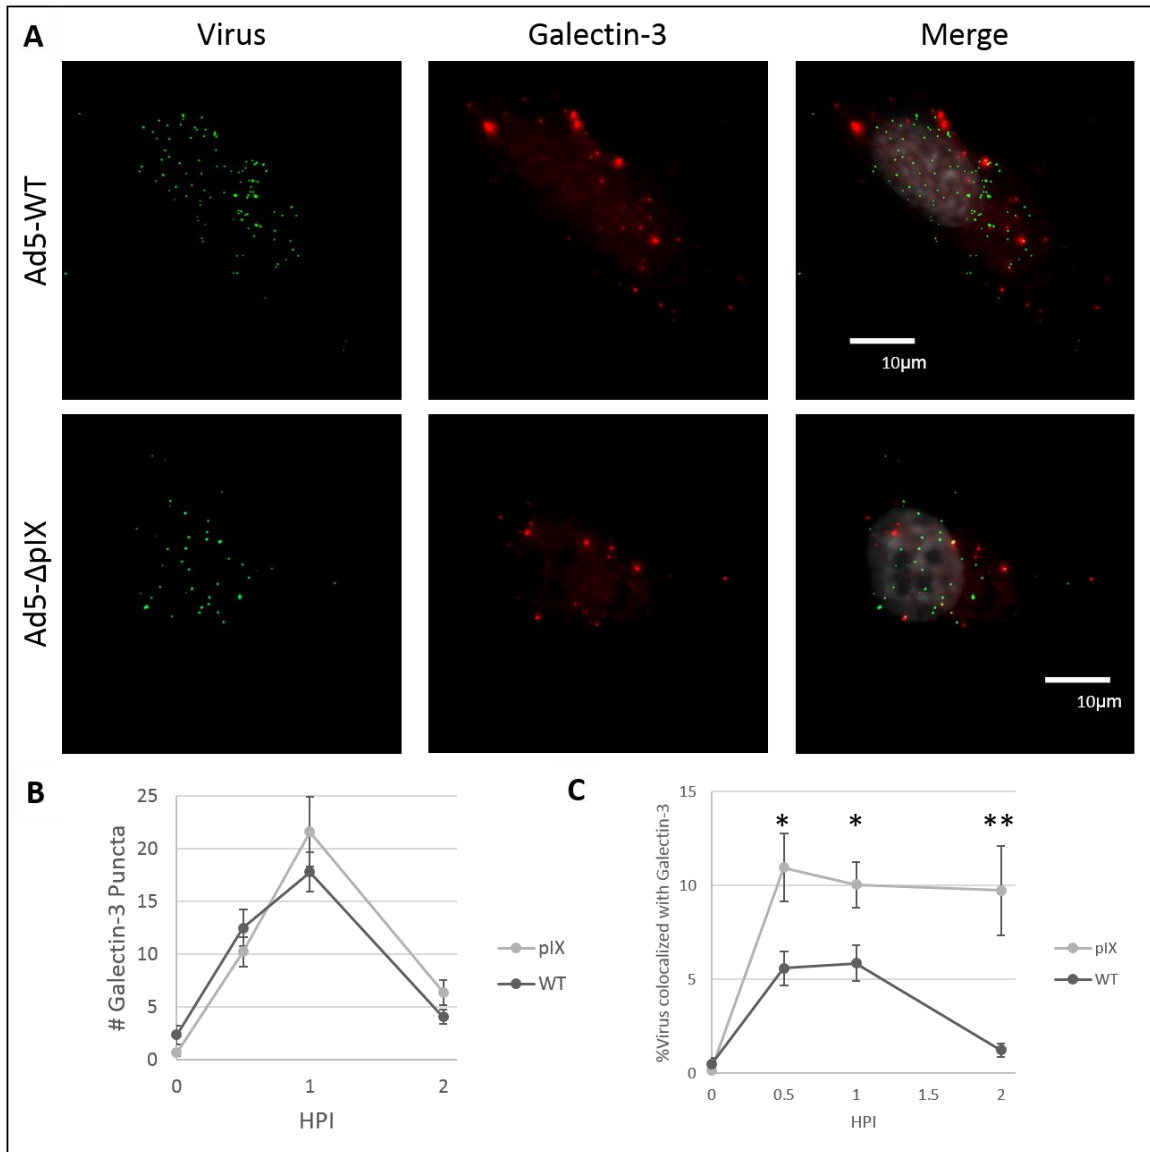 A
Virus
Galectin-3
Merge
Ad5-WT
10µm
Ad5-ΔpIX
10µm
B
# Galectin-3 Puncta
25
20
15
10
5
0
0
1
2
HPI
pIX
WT
C
%Virus colocalized with Galectin-3
15
10
5
0
*
*
**
0
0.5
1
1.5
2
HPI
pIX
WT